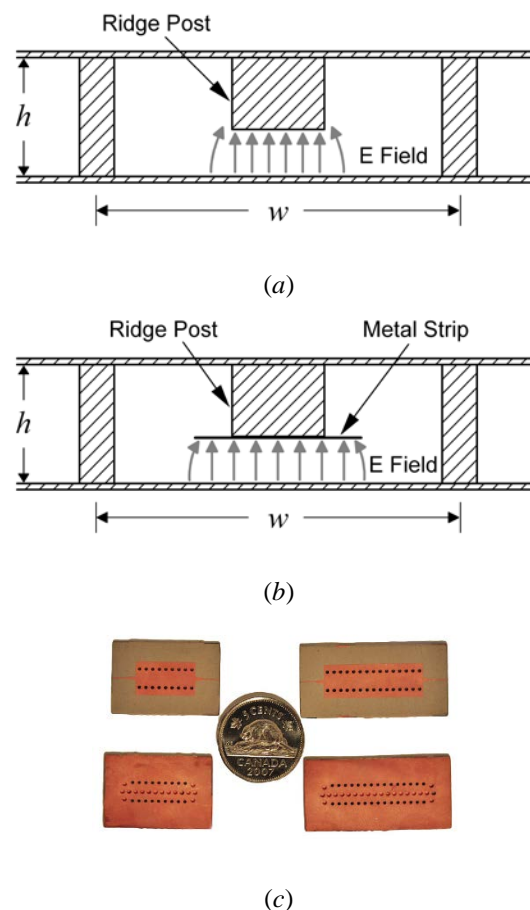 Ridge Post
h
E Field
w
(a)
Ridge Post Metal Strip
h
E Field
w
(b)
5 CENTS
CANADA
2007
(c)